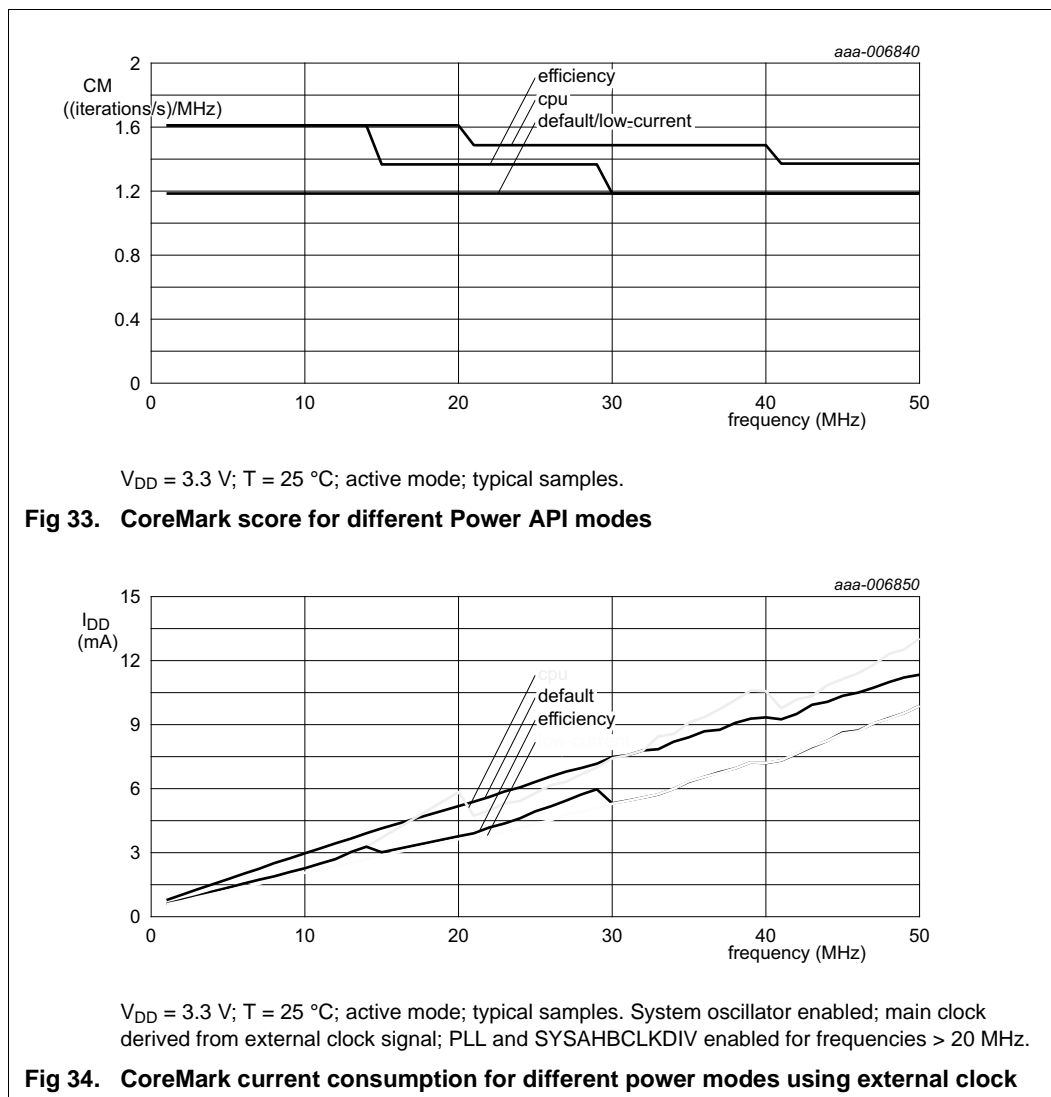 aaa-006840
2
CM
((iterations/s)/MHz)
efficiency
cpu
default/low-current
1.6
1.2
0.8
0.4
0
0 10 20 30 40 50
frequency (MHz)
VDD = 3.3 V; T = 25 °C; active mode; typical samples.
Fig 33. CoreMark score for different Power API modes
aaa-006850
15
IDD
(mA)
12
cpu
default
efficiency
9
6
3
0
0 10 20 30 40 50
frequency (MHz)
VDD = 3.3 V; T = 25 °C; active mode; typical samples. System oscillator enabled; main clock
derived from external clock signal; PLL and SYSAHBCLKDIV enabled for frequencies > 20 MHz.
Fig 34. CoreMark current consumption for different power modes using external clock